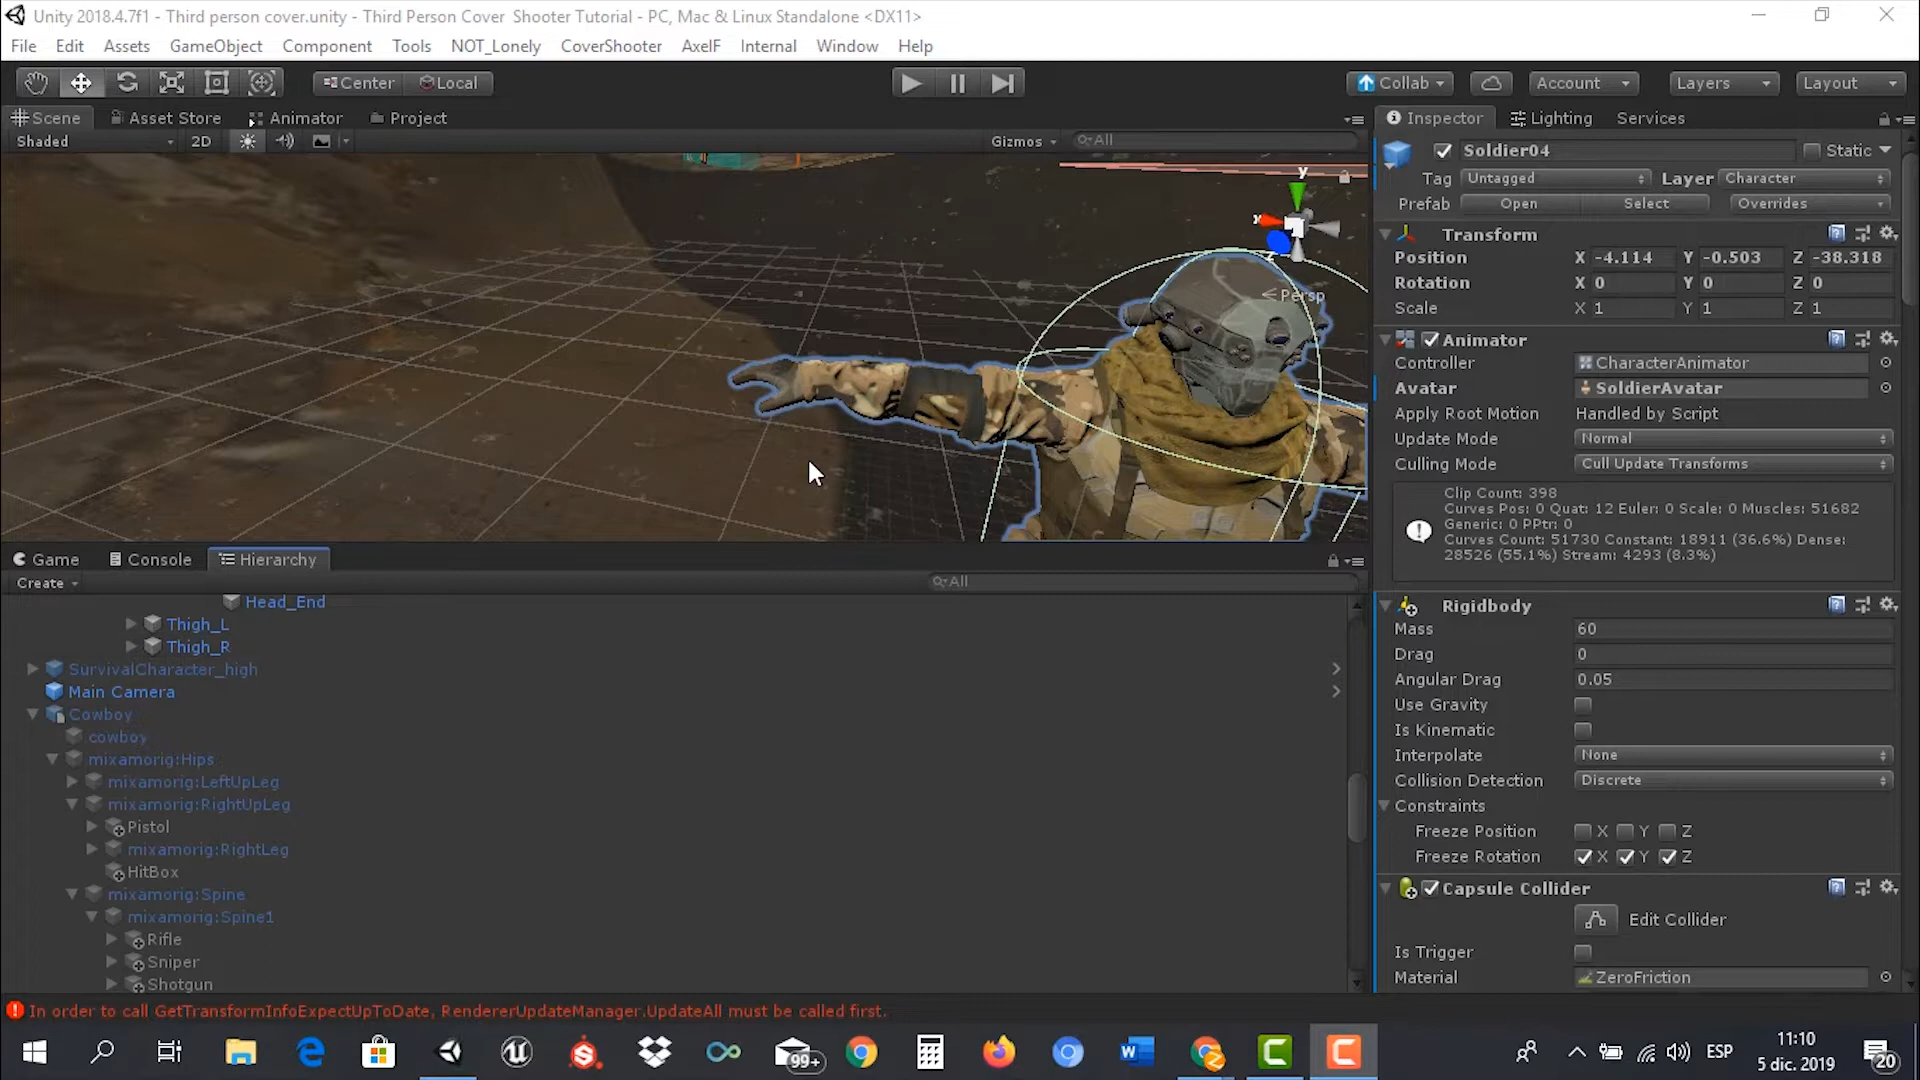 Unity 2018.4.7f1 - Third person cover.unity - Third Person Cover  Shooter Tutorial - PC, Mac & Linux Standalone <DX11>
File Edit Assets GameObject Component Tools NOT_Lonely CoverShooter AxelF Internal Window Help
Center Local Collab Account Layers Layout
Scene Asset Store Animator Project
Shaded 2D Gizmos All
y
x
z
Persp
Game Console Hierarchy
Create All
Head_End
Thigh_L
Thigh_R
SurvivalCharacter_high
Main Camera
Cowboy
cowboy
mixamorig:Hips
mixamorig:LeftUpLeg
mixamorig:RightUpLeg
Pistol
mixamorig:RightLeg
HitBox
mixamorig:Spine
mixamorig:Spine1
Rifle
Sniper
Shotgun
Inspector Lighting Services
Soldier04 Static
Tag Untagged Layer Character
Prefab Open Select Overrides
Transform
Position X -4.114 Y -0.503 Z -38.318
Rotation X 0 Y 0 Z 0
Scale X 1 Y 1 Z 1
Animator
Controller CharacterAnimator
Avatar SoldierAvatar
Apply Root Motion Handled by Script
Update Mode Normal
Culling Mode Cull Update Transforms
Clip Count: 398
Curves Pos: 0 Quat: 12 Euler: 0 Scale: 0 Muscles: 51682
Generic: 0 PPtr: 0
Curves Count: 51730 Constant: 18911 (36.6%) Dense:
28526 (55.1%) Stream: 4293 (8.3%)
Rigidbody
Mass 60
Drag 0
Angular Drag 0.05
Use Gravity
Is Kinematic
Interpolate None
Collision Detection Discrete
Constraints
Freeze Position X Y Z
Freeze Rotation X Y Z
Capsule Collider
Edit Collider
Is Trigger
Material ZeroFriction
In order to call GetTransformInfoExpectUpToDate, RendererUpdateManager.UpdateAll must be called first.
99+
ESP
11:10
5 dic. 2019
20